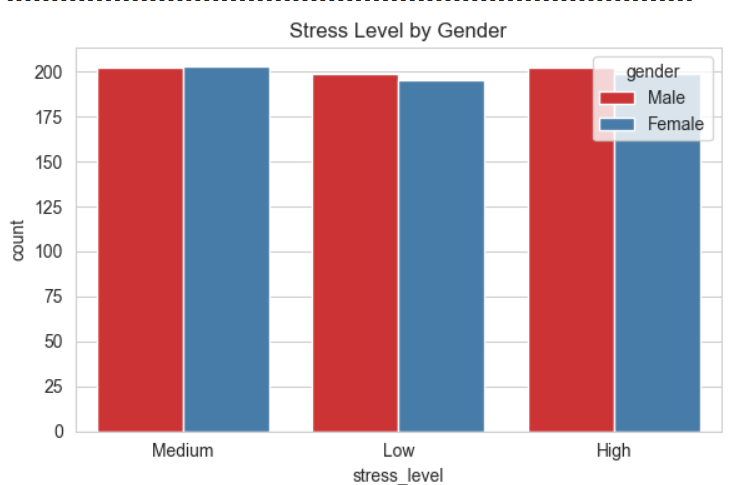 Stress Level by Gender
gender
Male
Female
count
200
175
150
125
100
75
50
25
0
Medium Low High
stress_level